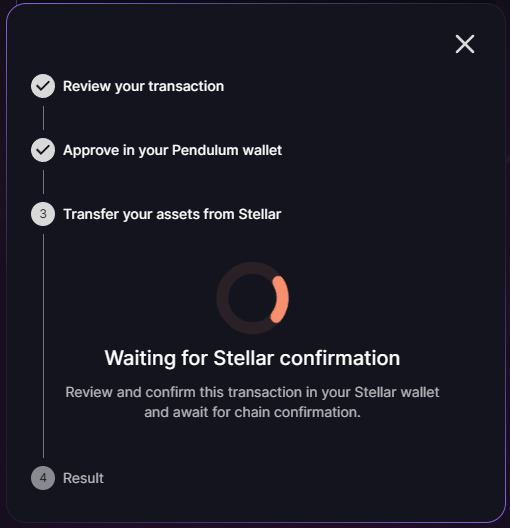 Review your transaction
Approve in your Pendulum wallet
3 Transfer your assets from Stellar
Waiting for Stellar confirmation
Review and confirm this transaction in your Stellar wallet
and await for chain confirmation.
4 Result